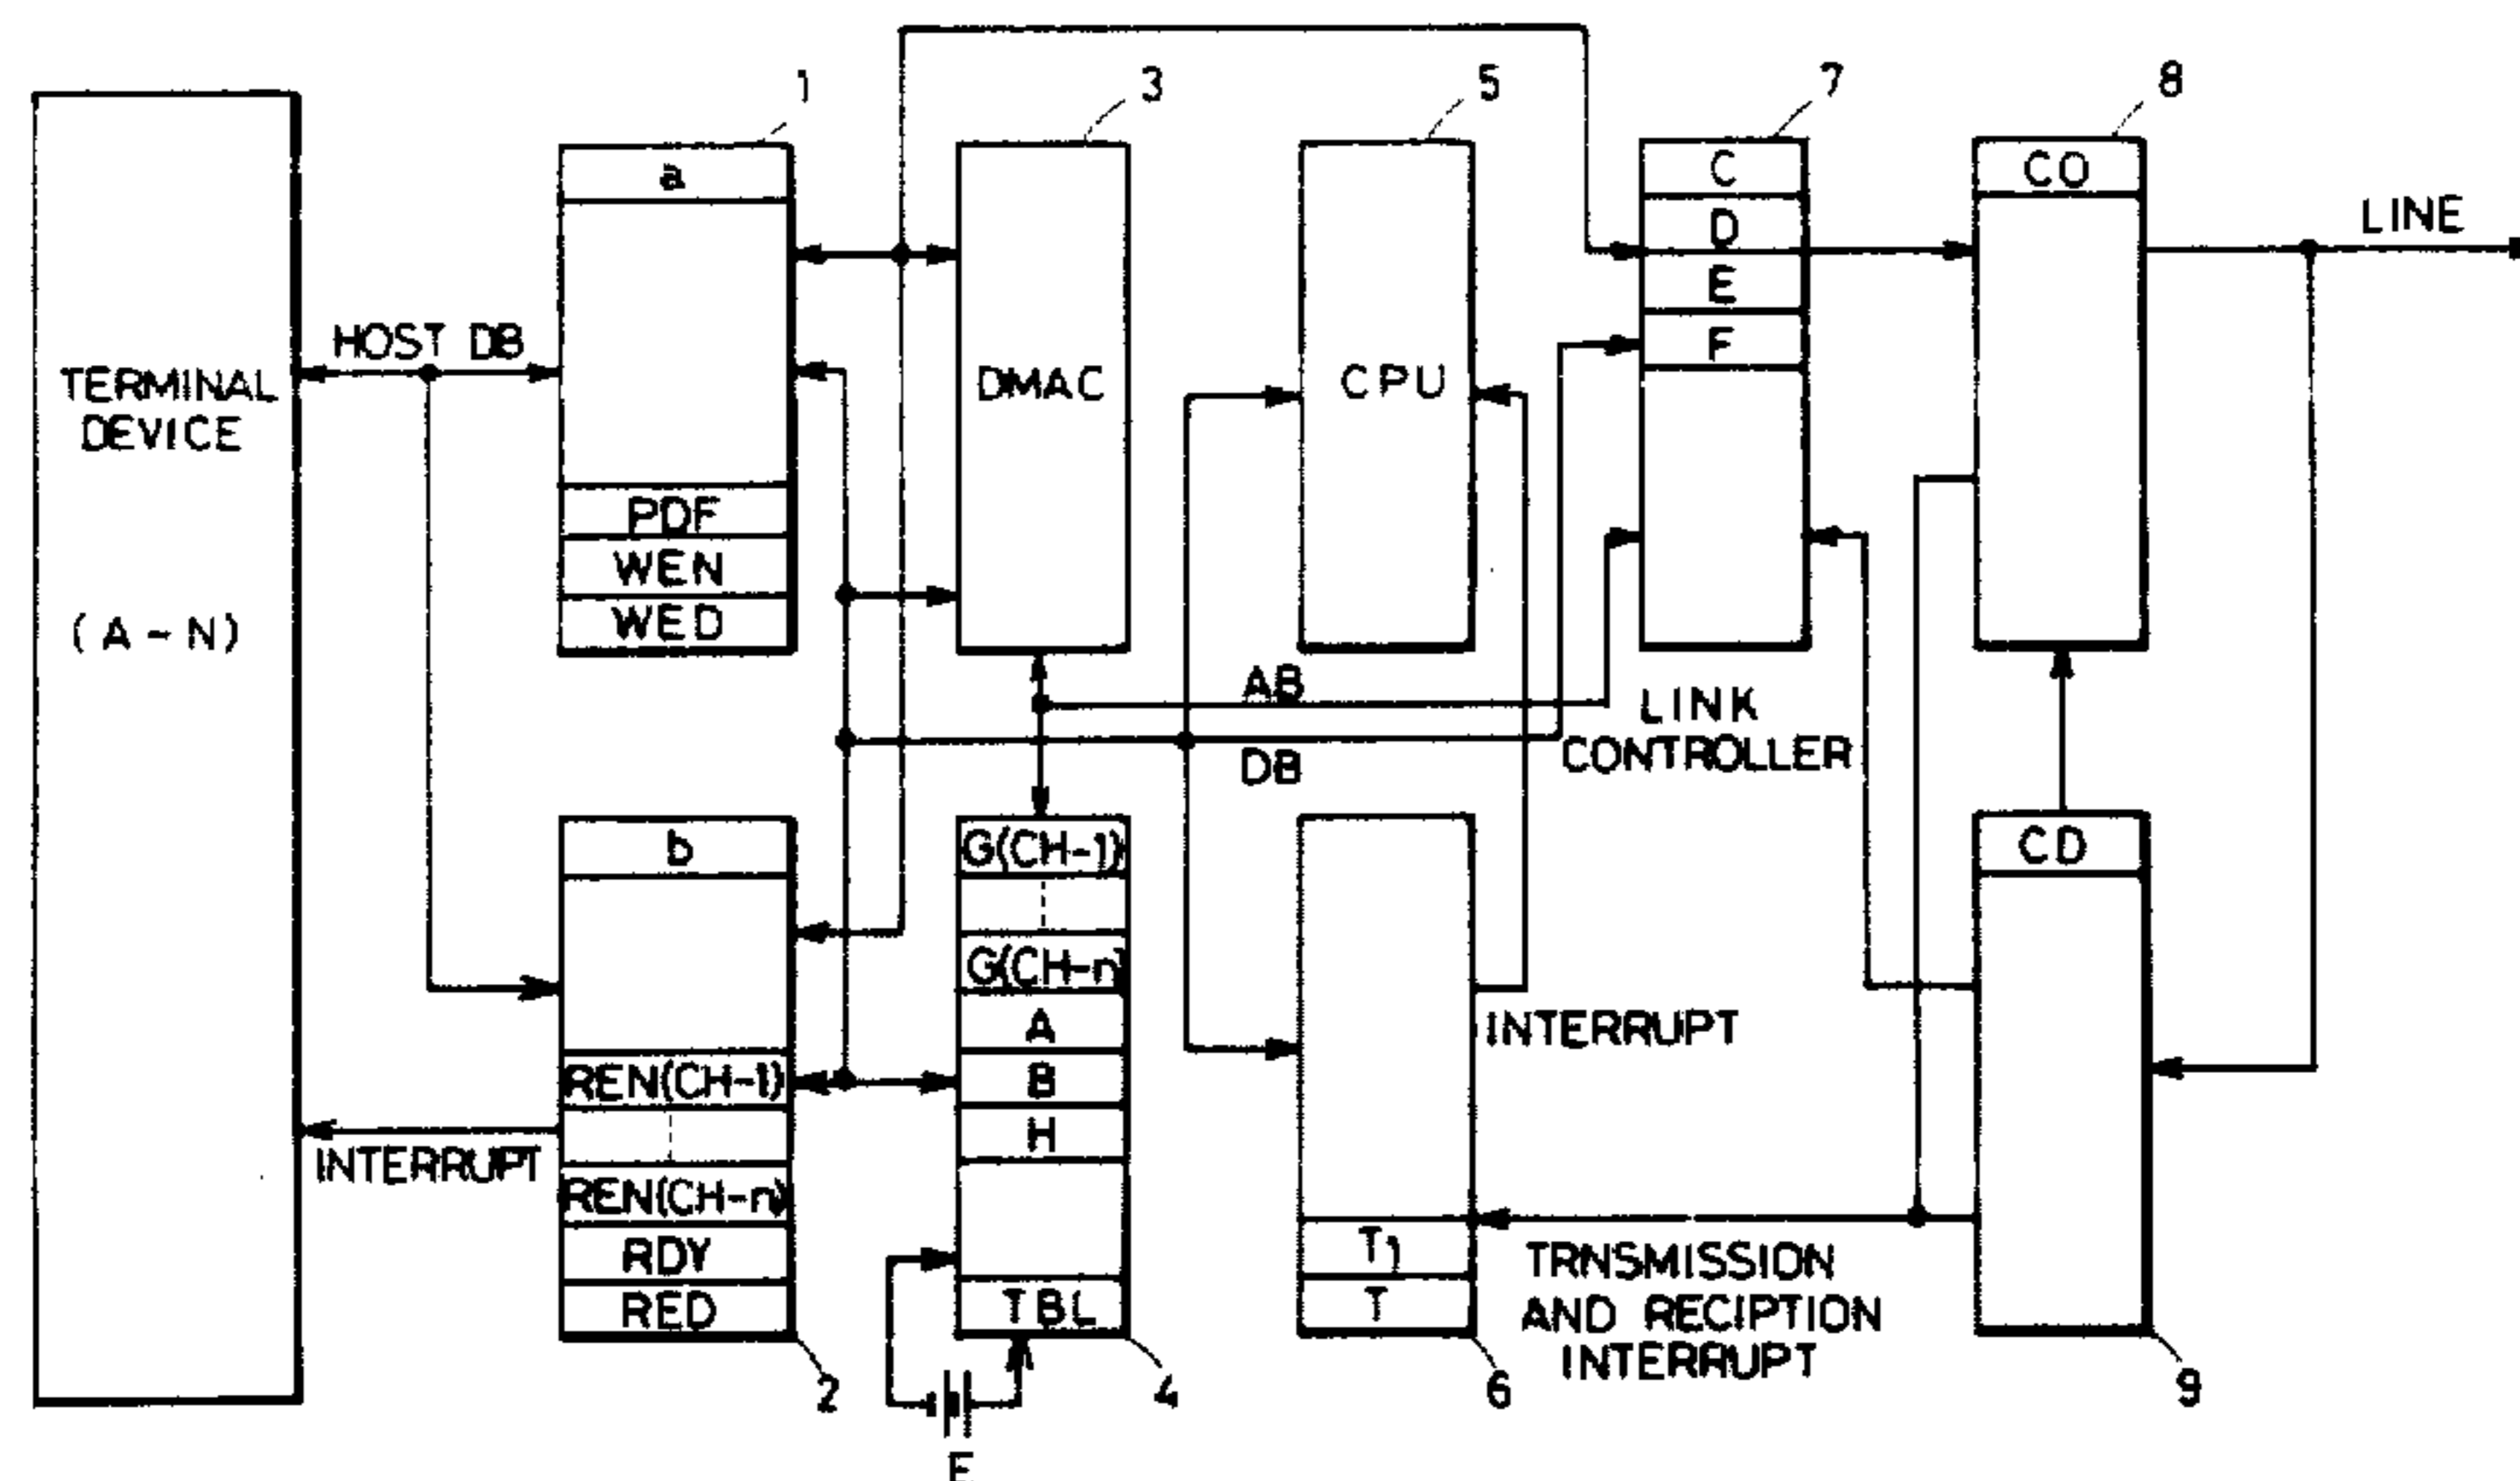 1
3
5
7
8
a
C
CO
D
LINE
E
HOST DB
F
TERMINAL
DEVICE
DMAC
CPU
PDF
WEN
(A-N)
WED
AB
LINK
CONTROLLER
DB
b
G(CH-1)
CD
G(CH-n)
A
INTERRUPT
REN(CH-1)
B
H
INTERRUPT
REN(CH-n)
RDY
T1
TRNSMISSION
AND RECIPTION
INTERRUPT
RED
TBL
T
2
4
6
9
E